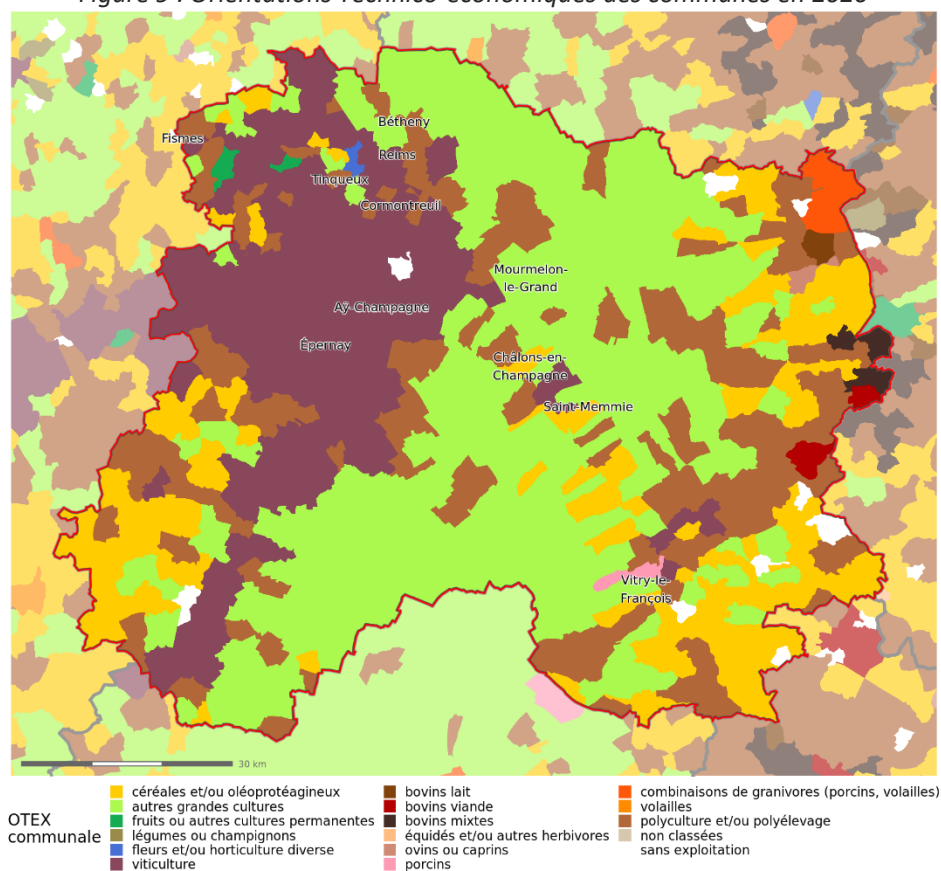 Figure 9 : Orientations Technico-économiques des communes en 2020
Fismes
Bétheny
Reims
Tinqueux
Cormontreuil
Mourmelon-
le-Grand
Aÿ-Champagne
Épernay
Châlons-en-
Champagne
Saint-Memmie
Vitry-le-
François
30 km
OTEX
communale
céréales et/ou oléoprotéagineux
autres grandes cultures
fruits ou autres cultures permanentes
légumes ou champignons
fleurs et/ou horticulture diverse
viticulture
bovins lait
bovins viande
bovins mixtes
équidés et/ou autres herbivores
ovins ou caprins
porcins
combinaisons de granivores (porcins, volailles)
volailles
polyculture et/ou polyélevage
non classées
sans exploitation